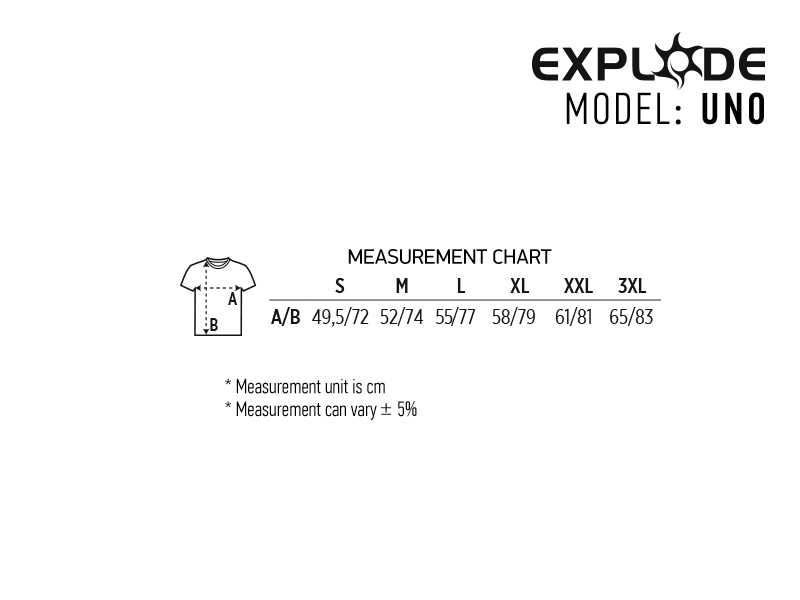 EXPLODE
MODEL: UNO
MEASUREMENT CHART
S M L XL XXL 3XL
A/B 49,5/72 52/74 55/77 58/79 61/81 65/83
A
B
* Measurement unit is cm
* Measurement can vary ± 5%